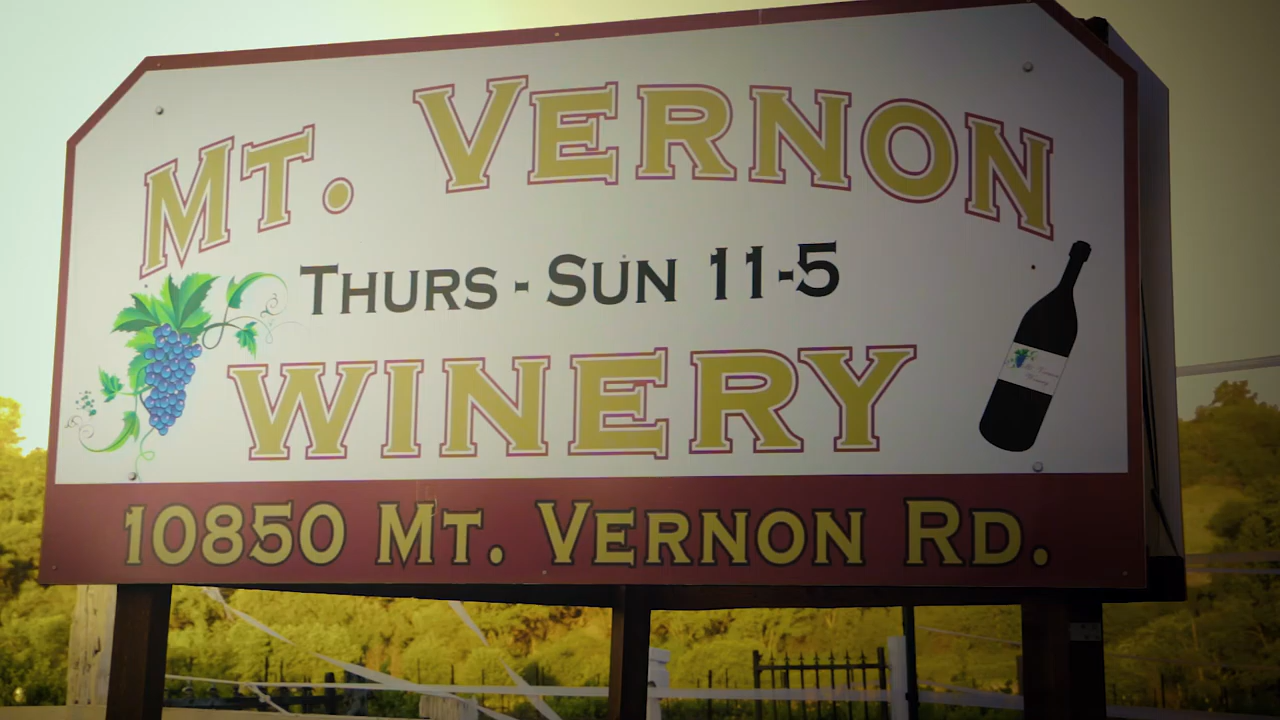 MT. VERNON
THURS - SUN 11-5
WINERY
10850 MT. VERNON RD.